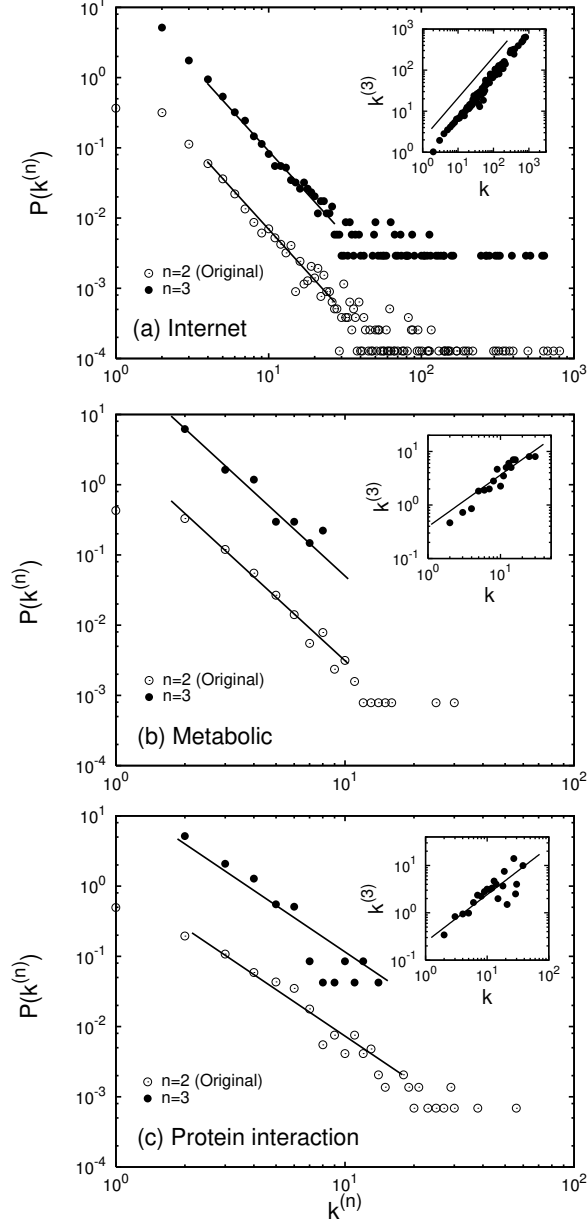 (a) Internet
P(k^(n))
10^1
10^0
10^-1
10^-2
10^-3
10^-4
10^0 10^1 10^2 10^3
n=2 (Original)
n=3
k^(3)
10^3
10^2
10^1
10^0
10^0 10^1 10^2 10^3
k
(b) Metabolic
P(k^(n))
10^1
10^0
10^-1
10^-2
10^-3
10^-4
10^0 10^1 10^2
n=2 (Original)
n=3
k^(3)
10^1
10^0
10^-1
10^0 10^1
k
(c) Protein interaction
P(k^(n))
10^1
10^0
10^-1
10^-2
10^-3
10^-4
10^0 10^1 10^2
n=2 (Original)
n=3
k^(3)
10^1
10^0
10^-1
10^0 10^1 10^2
k
k^(n)